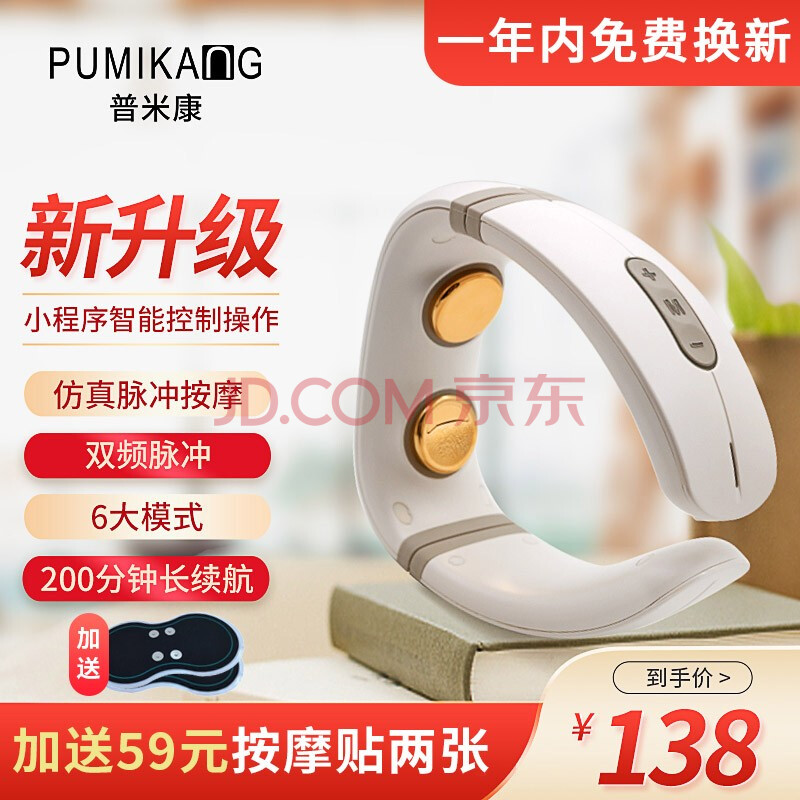 一年内免费换新
PUMIKANG
普米康
新升级
小程序智能控制操作
仿真脉冲按摩
JD.COM 京东
双频脉冲
6大模式
200分钟长续航
+
M
-
加送
到手价 >
加送59元按摩贴两张
¥138